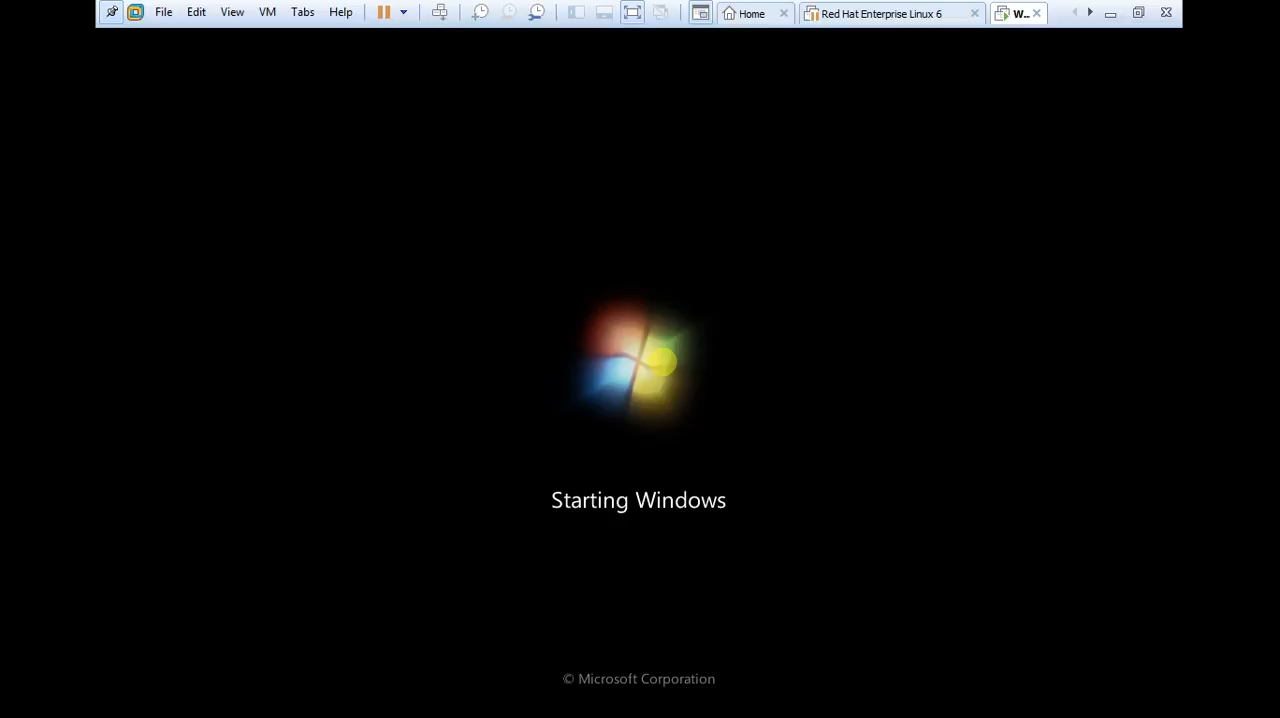 File Edit View VM Tabs Help Home Red Hat Enterprise Linux 6 W...
Starting Windows
© Microsoft Corporation